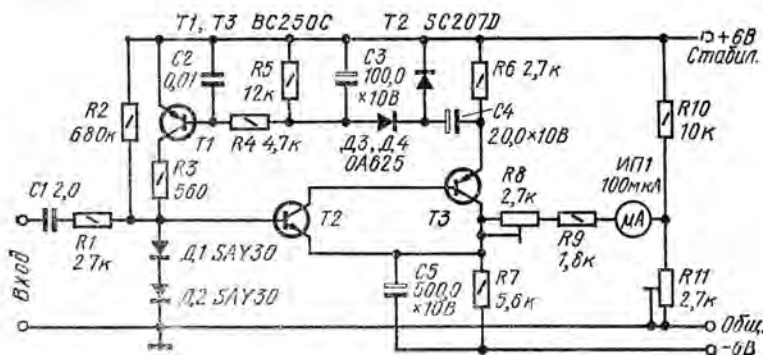 T1, T3 BC250C T2 SC207D
+6В
Стабил.
C2
0,01
R5
12к
C3
100,0
×10В
R6 2,7к
C4
20,0×10В
R2
680к
T1
R4 4,7к
Д3, Д4
OA625
R10
10к
R3
560
ИП1
100мкА
C1 2,0
R1
27к
T2
T3
R8
2,7к
μA
R9
1,8к
Д1 SAY30
Д2 SAY30
C5
500,0
×10В
R7
5,6к
R11
2,7к
Вход
Общ.
-6В